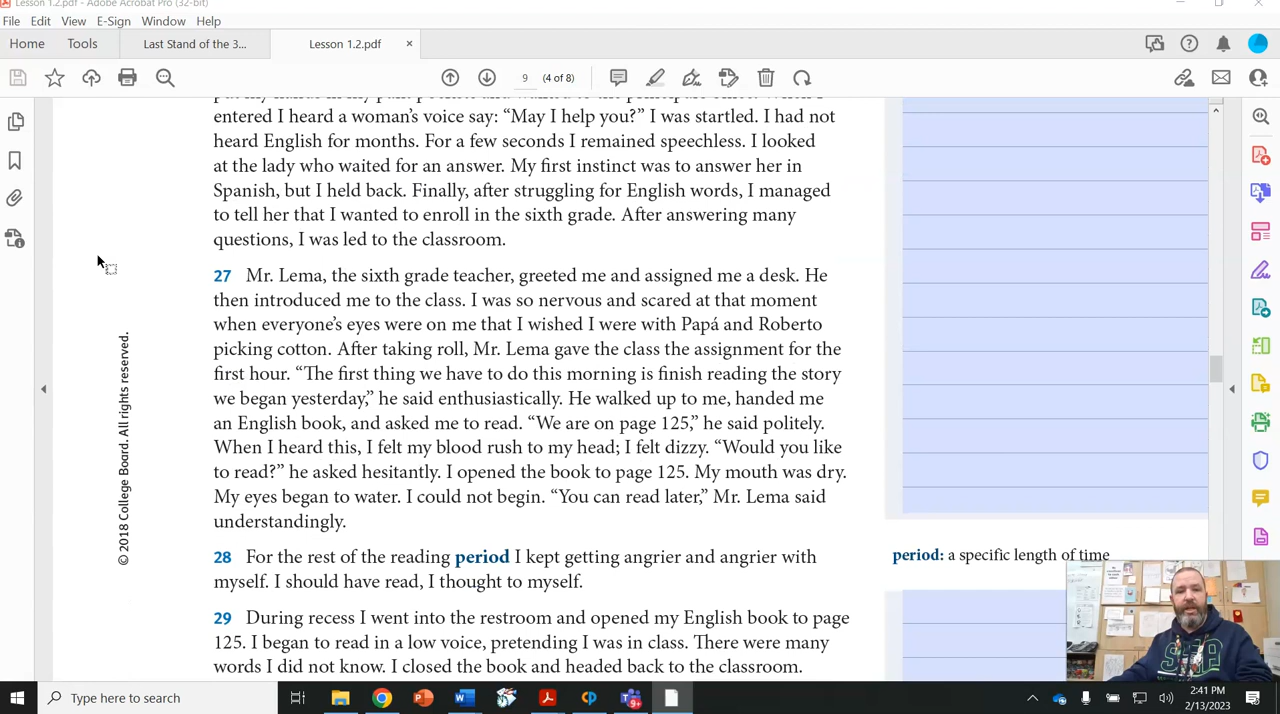 Lesson 1.2.pdf - Adobe Acrobat Pro (32-bit)
File Edit View E-Sign Window Help
Home Tools Last Stand of the 3... Lesson 1.2.pdf ×
9 (4 of 8)
entered I heard a woman's voice say: “May I help you?” I was startled. I had not
heard English for months. For a few seconds I remained speechless. I looked
at the lady who waited for an answer. My first instinct was to answer her in
Spanish, but I held back. Finally, after struggling for English words, I managed
to tell her that I wanted to enroll in the sixth grade. After answering many
questions, I was led to the classroom.
27 Mr. Lema, the sixth grade teacher, greeted me and assigned me a desk. He
then introduced me to the class. I was so nervous and scared at that moment
when everyone's eyes were on me that I wished I were with Papá and Roberto
picking cotton. After taking roll, Mr. Lema gave the class the assignment for the
first hour. “The first thing we have to do this morning is finish reading the story
we began yesterday,” he said enthusiastically. He walked up to me, handed me
an English book, and asked me to read. “We are on page 125,” he said politely.
When I heard this, I felt my blood rush to my head; I felt dizzy. “Would you like
to read?” he asked hesitantly. I opened the book to page 125. My mouth was dry.
My eyes began to water. I could not begin. “You can read later,” Mr. Lema said
understandingly.
28 For the rest of the reading period I kept getting angrier and angrier with
myself. I should have read, I thought to myself.
29 During recess I went into the restroom and opened my English book to page
125. I began to read in a low voice, pretending I was in class. There were many
words I did not know. I closed the book and headed back to the classroom.
© 2018 College Board. All rights reserved.
period: a specific length of time
Type here to search
9+
2:41 PM
2/13/2023